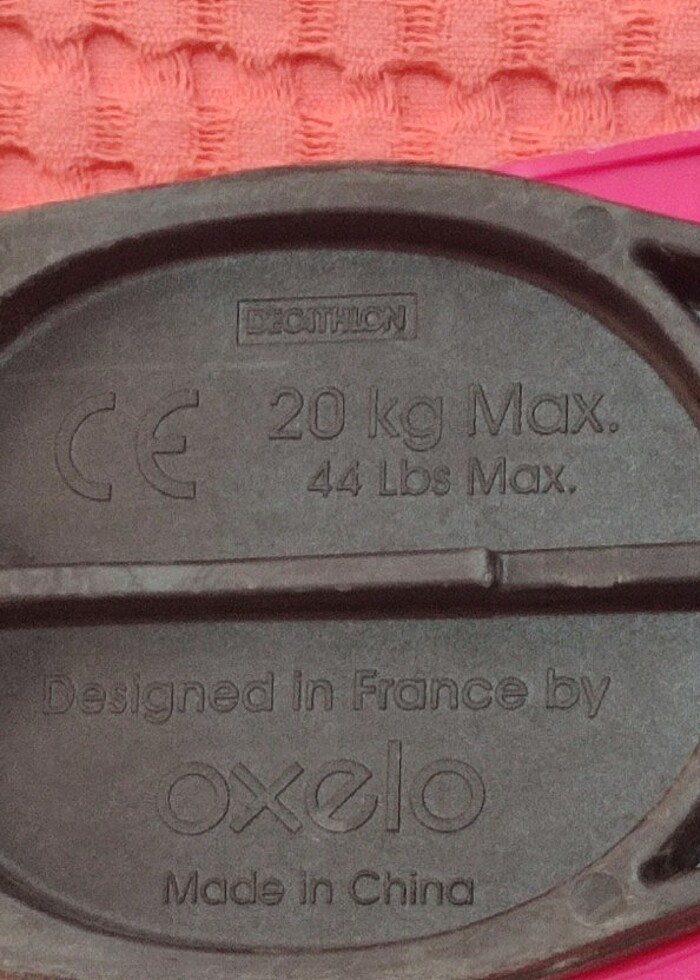 DECATHLON
CE 20 kg Max.
44 Lbs Max.
Designed in France by
oxelo
Made in China